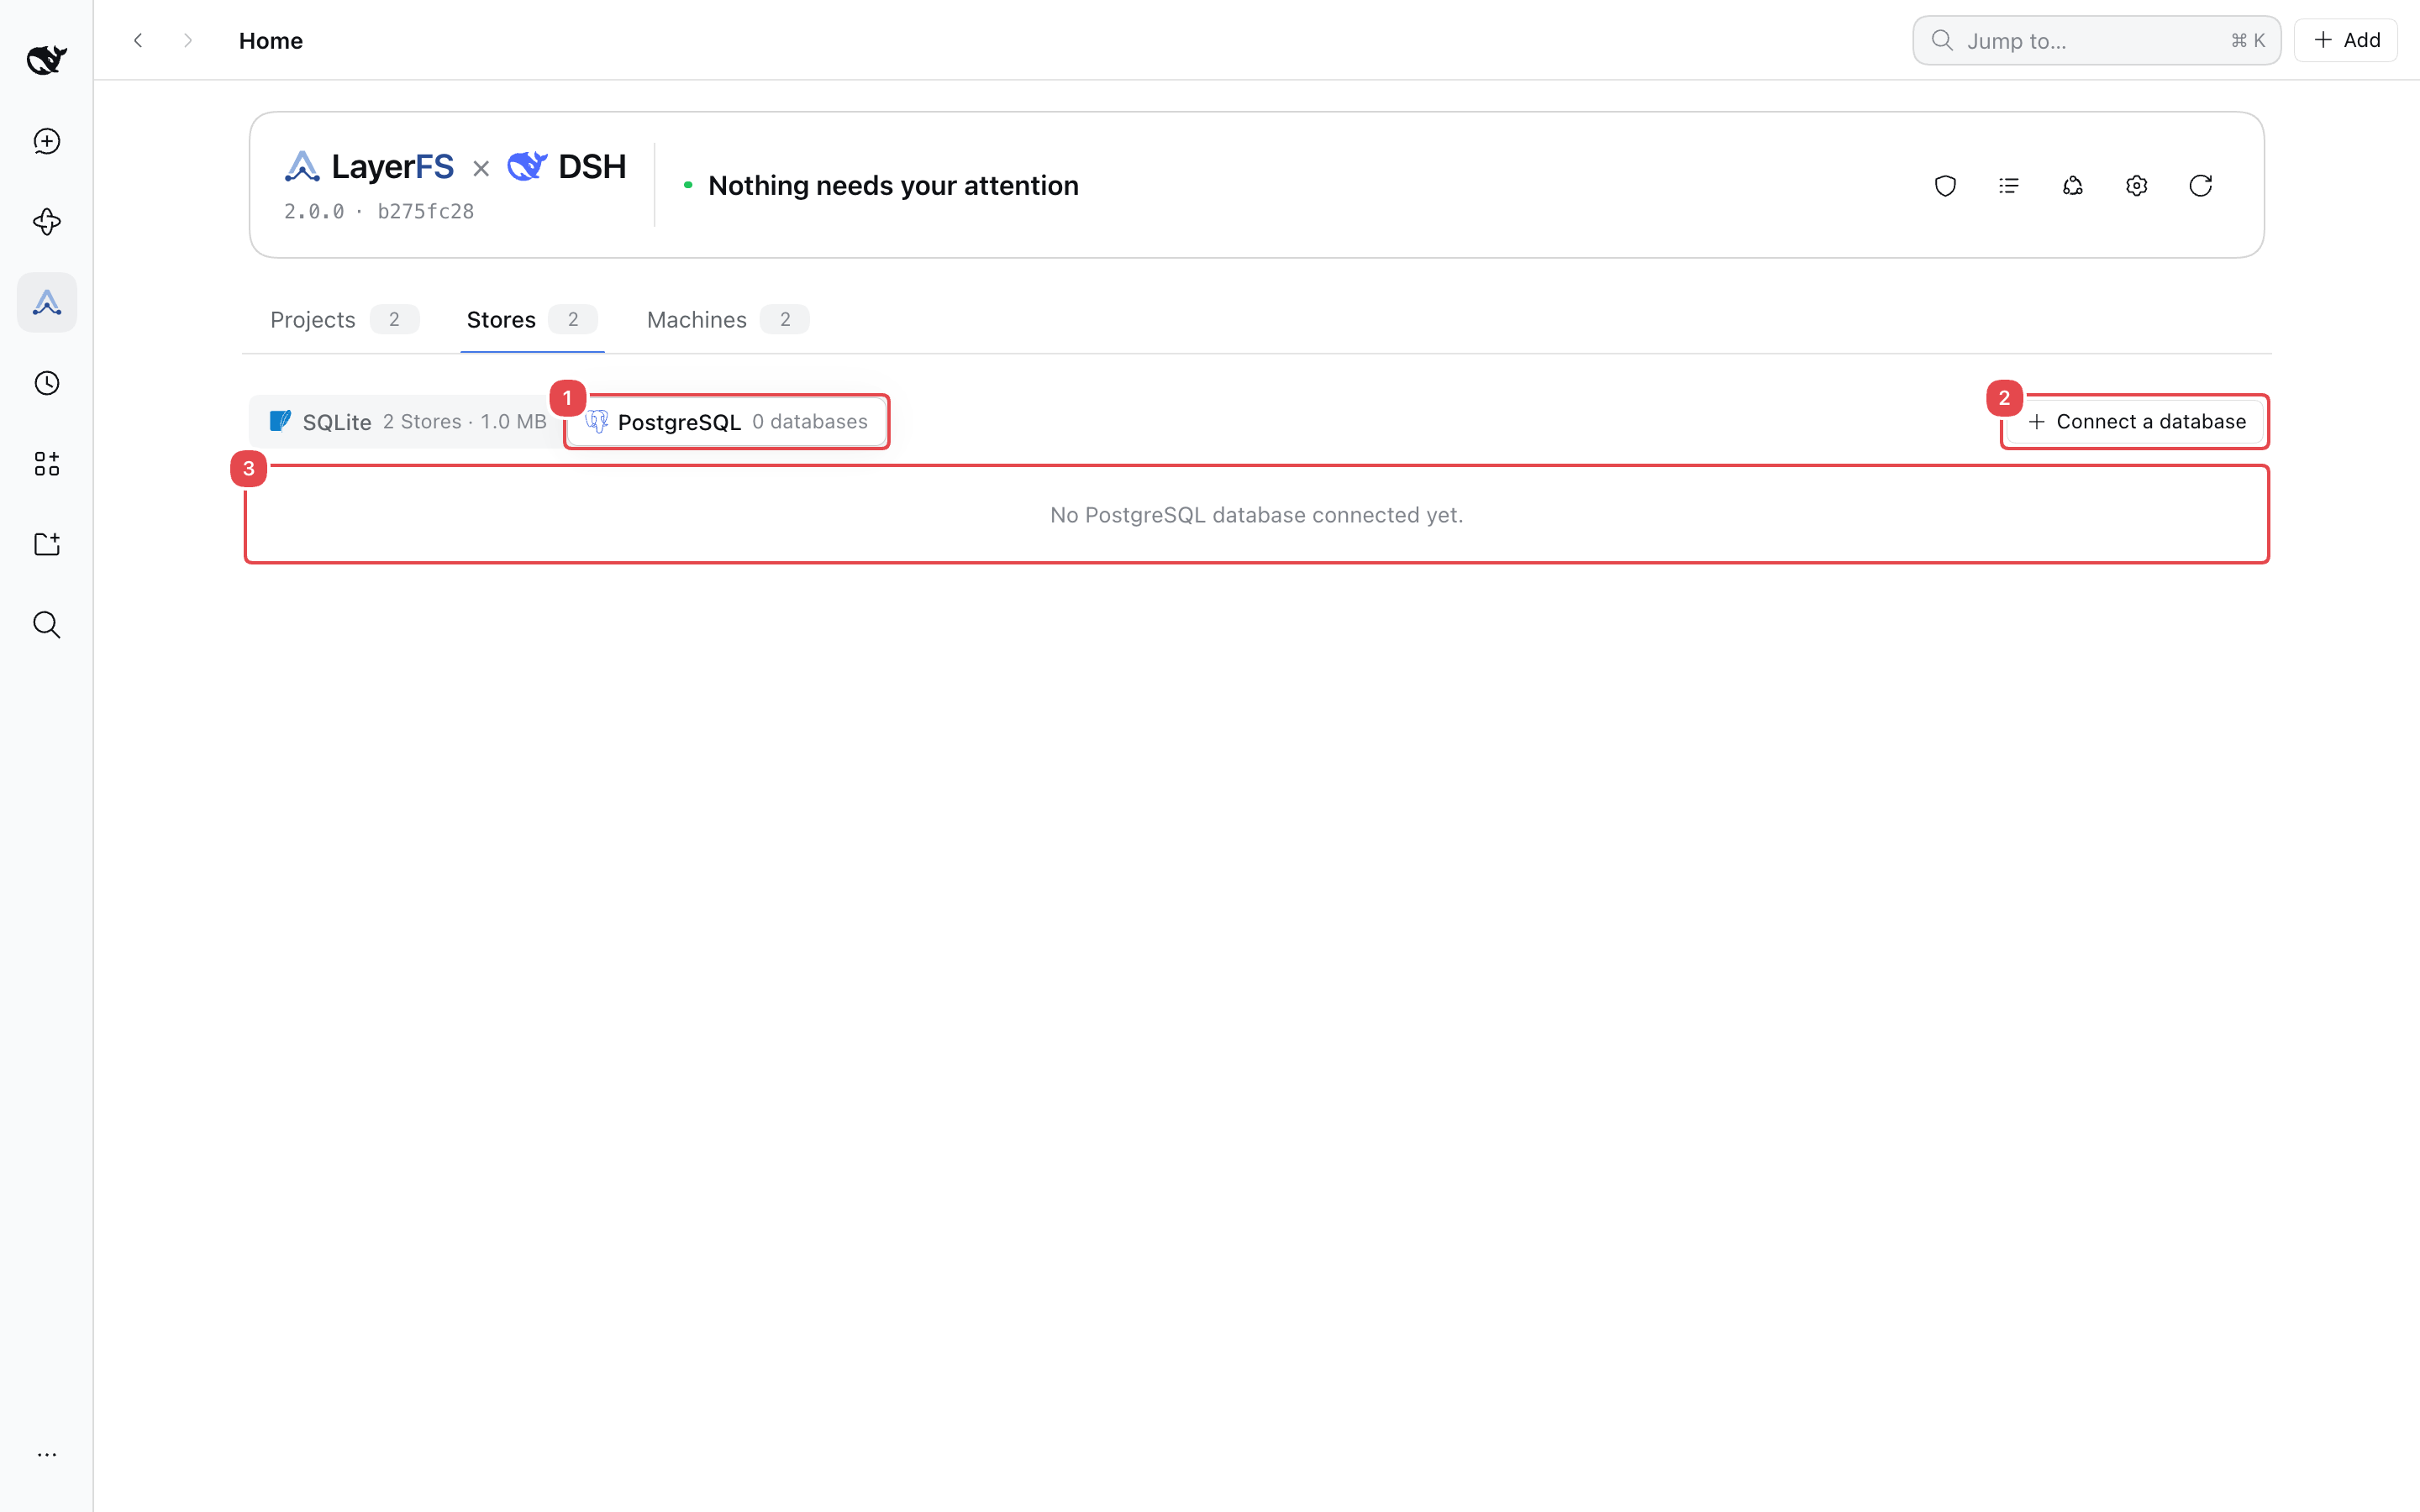 Home
Jump to...
⌘ K
Add
LayerFS × DSH
2.0.0 · b275fc28
Nothing needs your attention
Projects 2
Stores 2
Machines 2
SQLite 2 Stores · 1.0 MB
1
PostgreSQL 0 databases
2
Connect a database
3
No PostgreSQL database connected yet.